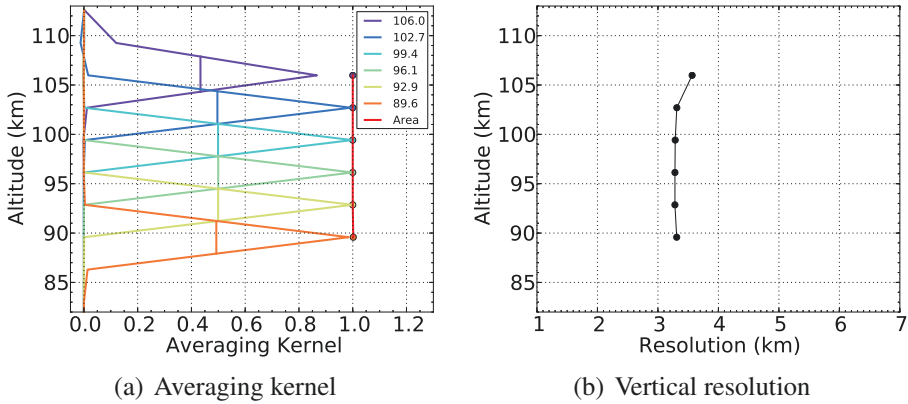 110
105
100
95
90
85
Altitude (km)
0.0 0.2 0.4 0.6 0.8 1.0 1.2
Averaging Kernel
106.0
102.7
99.4
96.1
92.9
89.6
Area
(a) Averaging kernel
110
105
100
95
90
85
Altitude (km)
1 2 3 4 5 6 7
Resolution (km)
(b) Vertical resolution